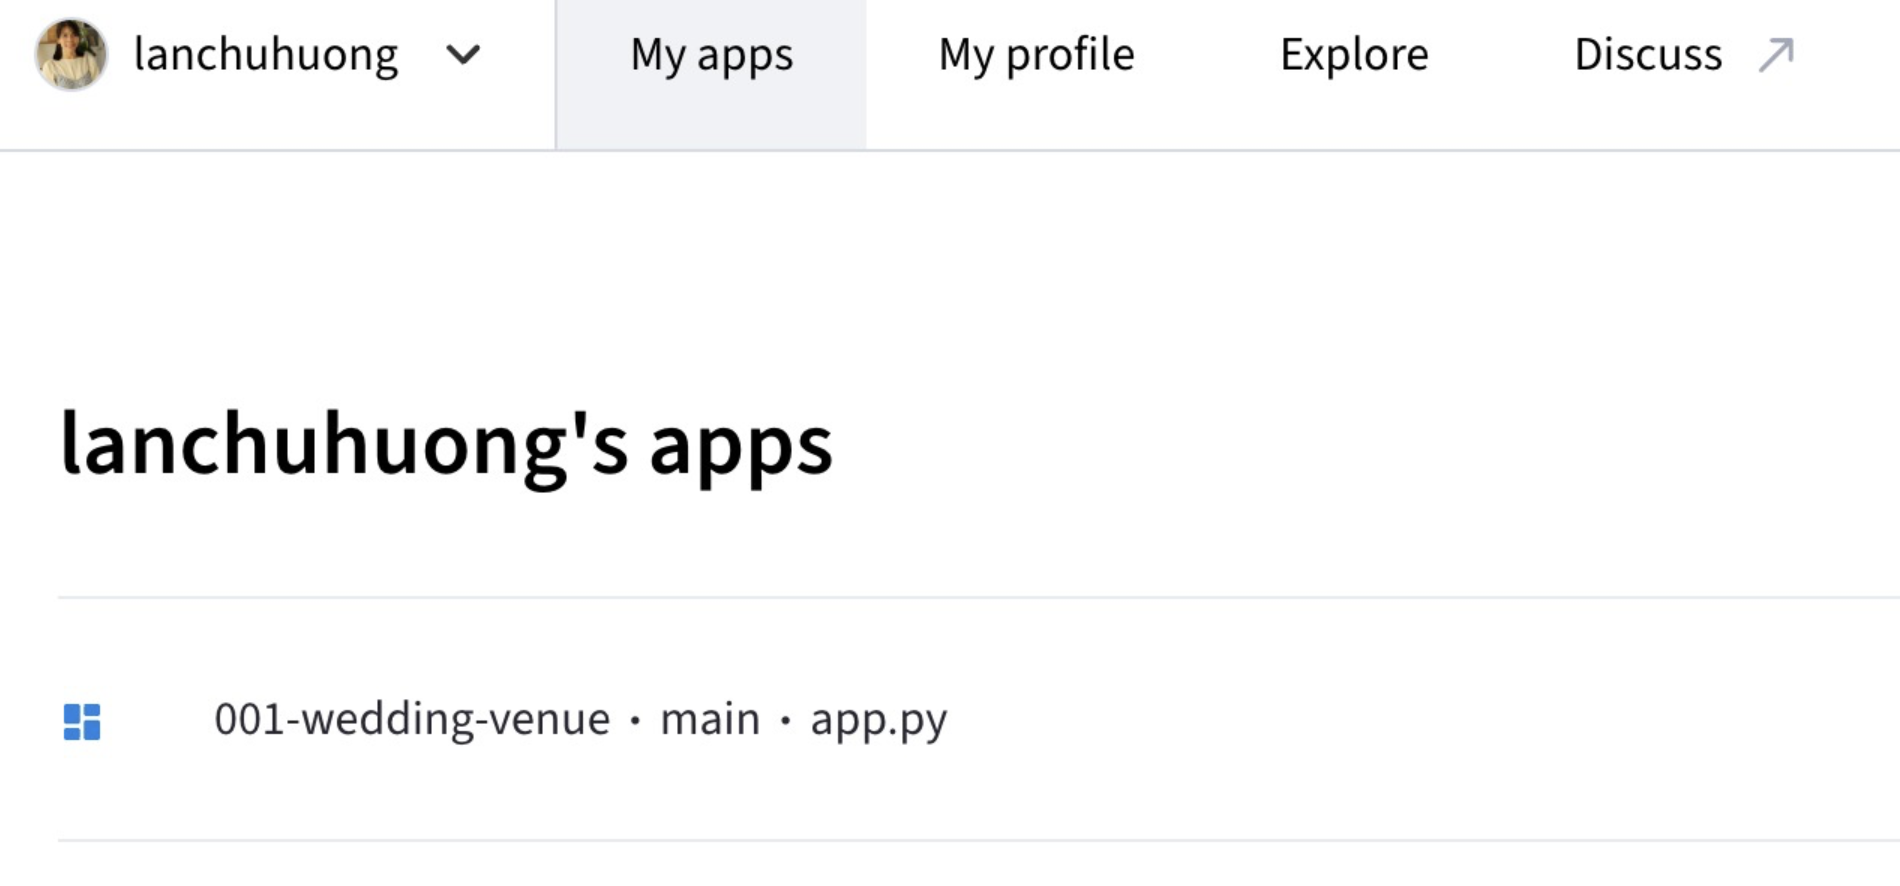 lanchuhuong My apps My profile Explore Discuss
lanchuhuong's apps
001-wedding-venue • main • app.py